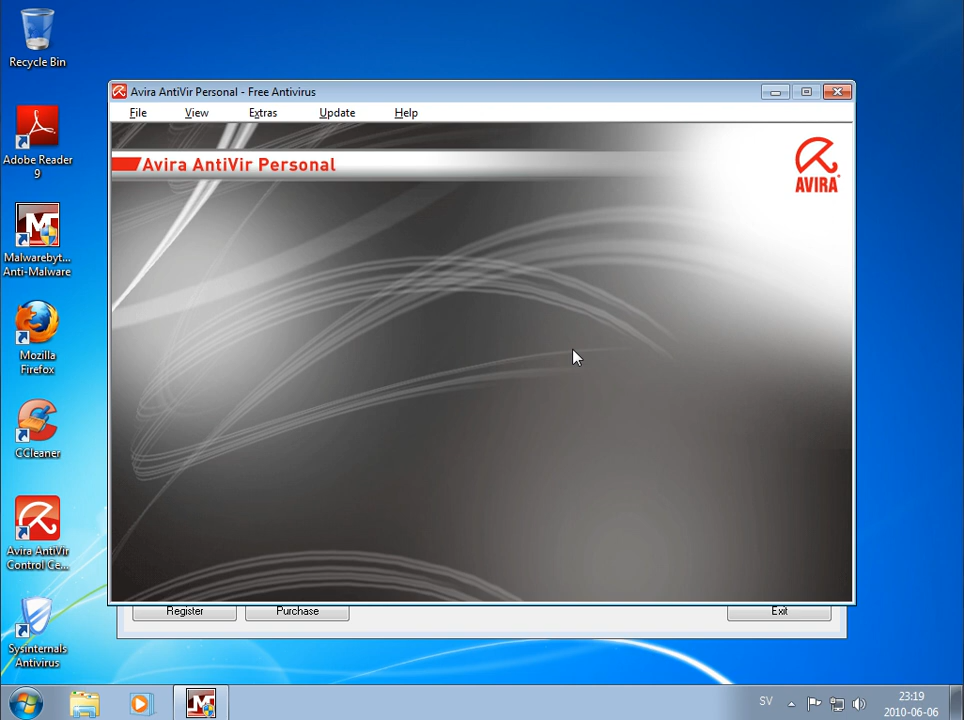 Recycle Bin
Adobe Reader
9
Malwarebyt...
Anti-Malware
Mozilla
Firefox
CCleaner
Avira AntiVir
Control Ce...
Sysinternals
Antivirus
Avira AntiVir Personal - Free Antivirus
File View Extras Update Help
Avira AntiVir Personal
AVIRA
Register Purchase Exit
SV
23:19
2010-06-06